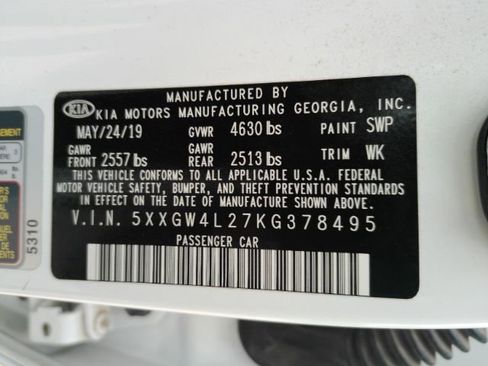 MANUFACTURED BY
KIA KIA MOTORS MANUFACTURING GEORGIA, INC.
MAY/24/19 GVWR 4630 lbs PAINT SWP
GAWR FRONT 2557 lbs GAWR REAR 2513 lbs TRIM WK
THIS VEHICLE CONFORMS TO ALL APPLICABLE U.S.A. FEDERAL
MOTOR VEHICLE SAFETY, BUMPER, AND THEFT PREVENTION STANDARDS
IN EFFECT ON THE DATE OF MANUFACTURE SHOWN ABOVE.
V.I.N. 5XXGW4L27KG378495
PASSENGER CAR
5310